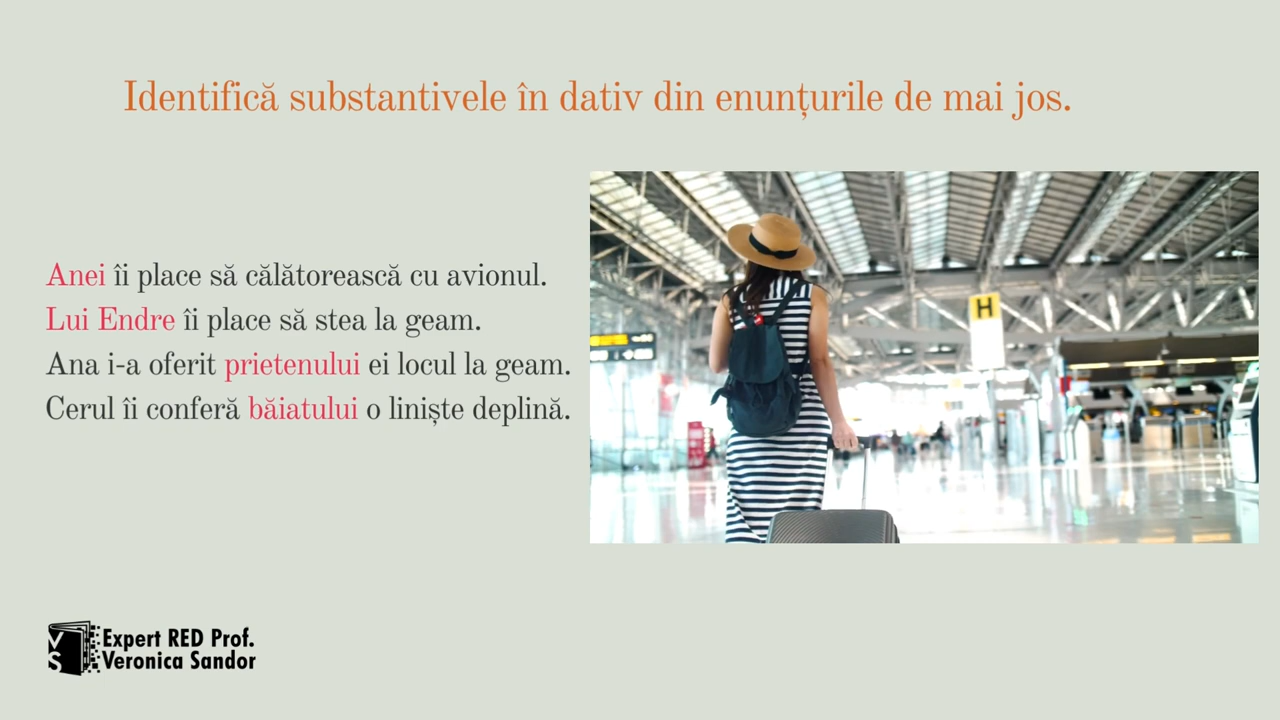 Identifică substantivele în dativ din enunțurile de mai jos.
Anei îi place să călătorească cu avionul.
Lui Endre îi place să stea la geam.
Ana i-a oferit prietenului ei locul la geam.
Cerul îi conferă băiatului o liniște deplină.
H
VS
Expert RED Prof.
Veronica Sandor